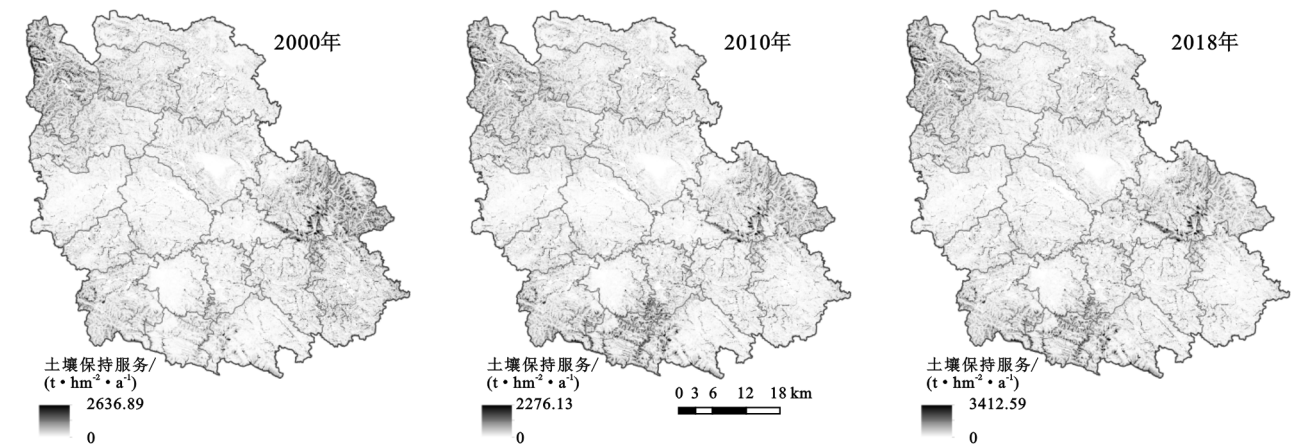 2000年
2010年
2018年
土壤保持服务/
(t·hm⁻²·a⁻¹)
2636.89
0
土壤保持服务/
(t·hm⁻²·a⁻¹)
2276.13
0
0 3 6 12 18 km
土壤保持服务/
(t·hm⁻²·a⁻¹)
3412.59
0